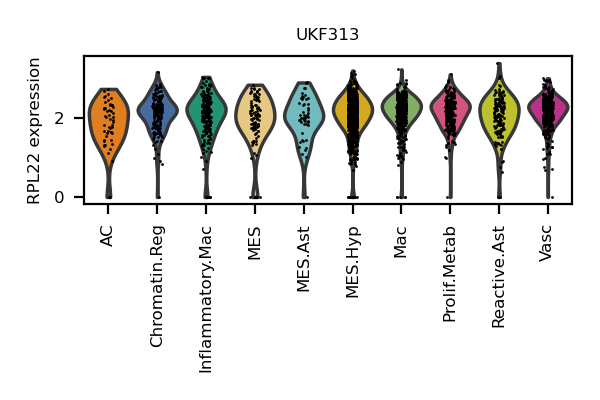 UKF313
RPL22 expression
2
0
AC
Chromatin.Reg
Inflammatory.Mac
MES
MES.Ast
MES.Hyp
Mac
Prolif.Metab
Reactive.Ast
Vasc